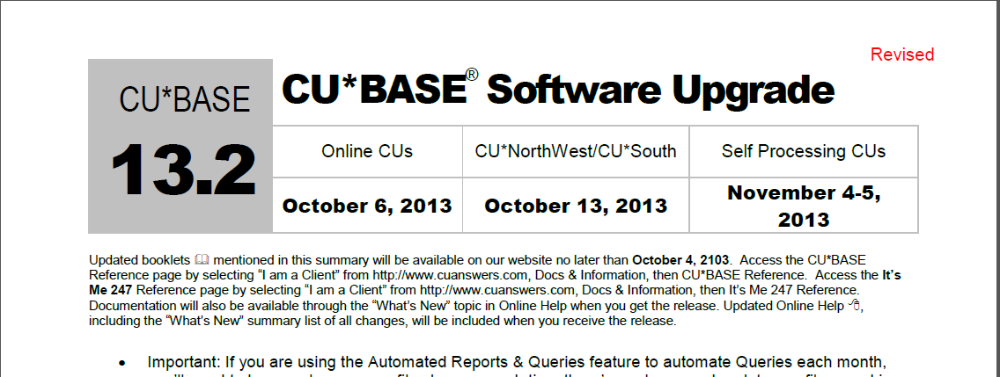 Revised
CU*BASE
13.2
CU*BASE® Software Upgrade
Online CUs
CU*NorthWest/CU*South
Self Processing CUs
October 6, 2013
October 13, 2013
November 4-5,
2013
Updated booklets 📖 mentioned in this summary will be available on our website no later than October 4, 2103.  Access the CU*BASE
Reference page by selecting “I am a Client” from http://www.cuanswers.com, Docs & Information, then CU*BASE Reference.  Access the It’s
Me 247 Reference page by selecting “I am a Client” from http://www.cuanswers.com, Docs & Information, then It’s Me 247 Reference.
Documentation will also be available through the “What’s New” topic in Online Help when you get the release. Updated Online Help 🖱,
including the “What’s New” summary list of all changes, will be included when you receive the release.
• Important: If you are using the Automated Reports & Queries feature to automate Queries each month,